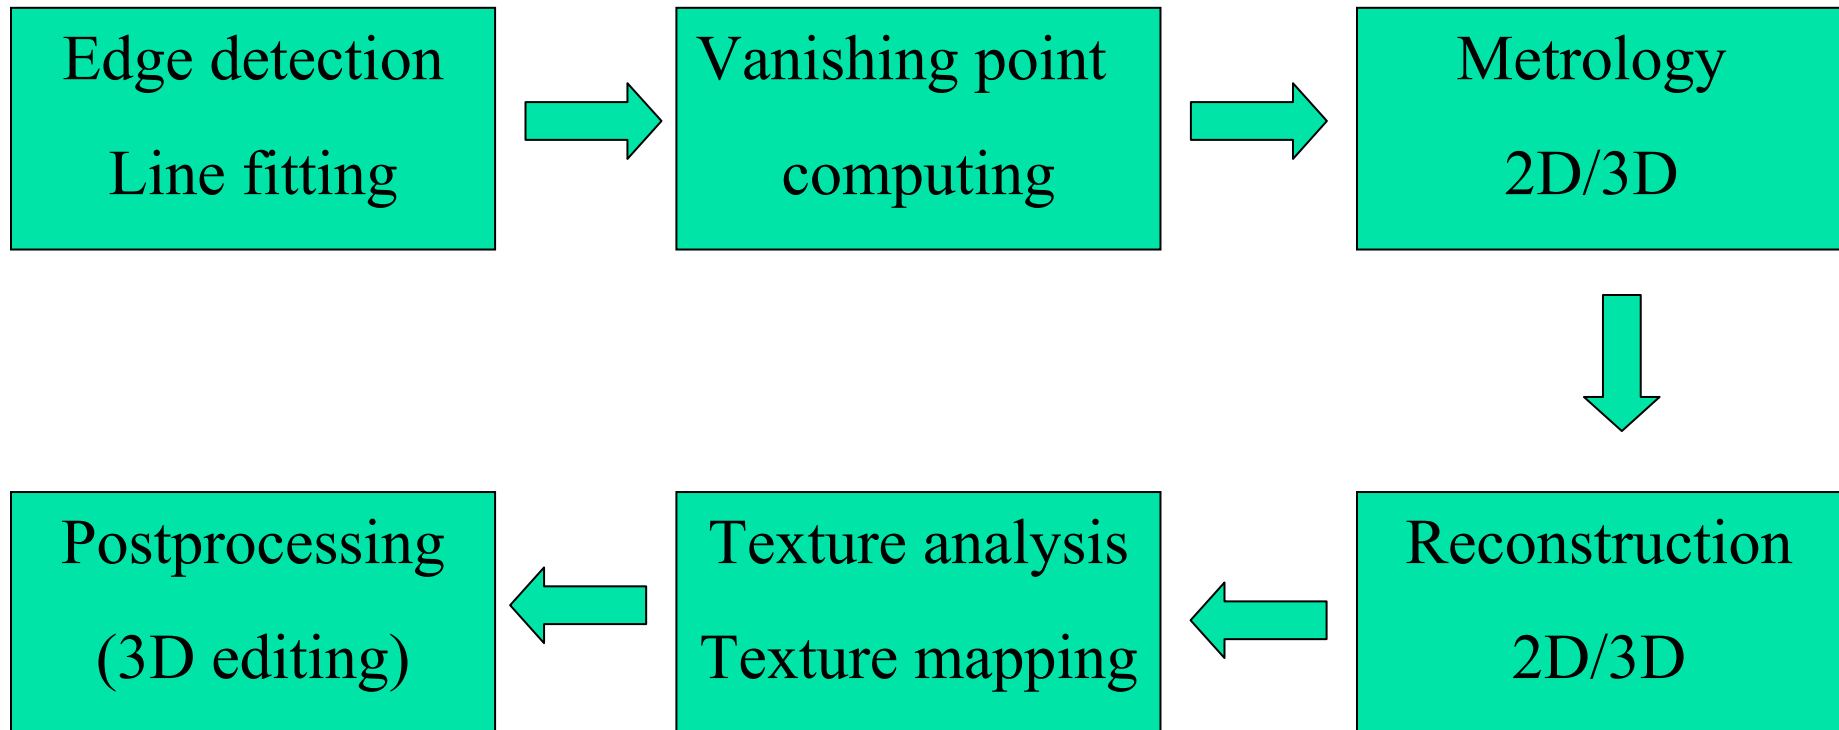 Edge detection
Line fitting
Vanishing point
computing
Metrology
2D/3D
Reconstruction
2D/3D
Texture analysis
Texture mapping
Postprocessing
(3D editing)